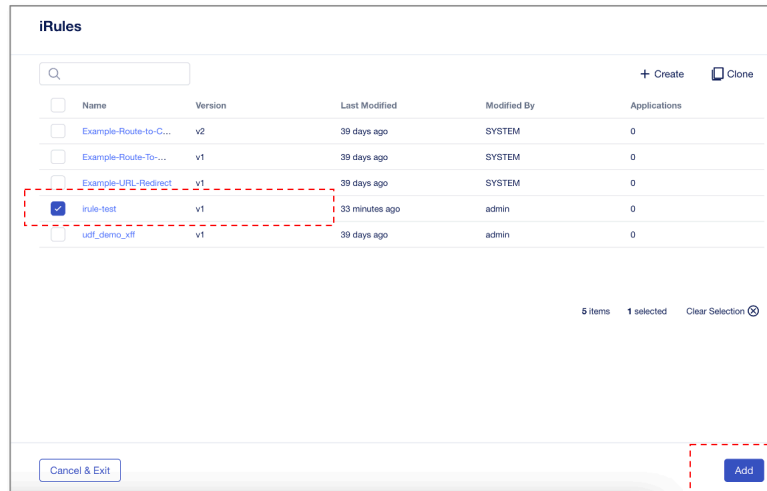 iRules
+ Create Clone
Name Version Last Modified Modified By Applications
Example-Route-to-C... v2 39 days ago SYSTEM 0
Example-Route-To-... v1 39 days ago SYSTEM 0
Example-URL-Redirect v1 39 days ago SYSTEM 0
irule-test v1 33 minutes ago admin 0
udf_demo_xff v1 39 days ago admin 0
5 items 1 selected Clear Selection
Cancel & Exit Add